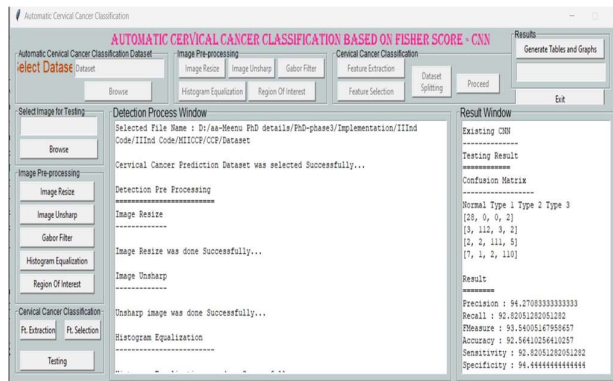 Automatic Cervical Cancer Classification
AUTOMATIC CERVICAL CANCER CLASSIFICATION BASED ON FISHER SCORE - CNN
Automatic Cervical Cancer Classification Dataset
elect Datase
Dataset
Browse
Image Pre-processing
Image Resize
Image Unsharp
Gabor Filter
Histogram Equalization
Region Of Interest
Cervical Cancer Classification
Feature Extraction
Feature Selection
Dataset
Splitting
Proceed
Results
Generate Tables and Graphs
Exit
Select Image for Testing
Browse
Image Pre-processing
Image Resize
Image Unsharp
Gabor Filter
Histogram Equalization
Region Of Interest
Cervical Cancer Classification
Ft. Extraction
Ft. Selection
Testing
Detection Process Window
Selected File Name : D:/aa-Meenu PhD details/PhD-phase3/Implementation/IIInd
Code/IIInd Code/MIICCP/CCP/Dataset
Cervical Cancer Prediction Dataset was selected Successfully...
Detection Pre Processing
========================
Image Resize
------------
Image Resize was done Successfully...
Image Unsharp
-------------
Unsharp image was done Successfully...
Histogram Equalization
------------------------
Result Window
Existing CNN
--------------
Testing Result
============
Confusion Matrix
------------------
Normal Type 1 Type 2 Type 3
[28, 0, 0, 2]
[3, 112, 3, 2]
[2, 2, 111, 5]
[7, 1, 2, 110]
Result
========
Precision : 94.27083333333333
Recall : 92.82051282051282
FMeasure : 93.54005167958657
Accuracy : 92.56410256410257
Sensitivity : 92.82051282051282
Specificity : 94.44444444444444